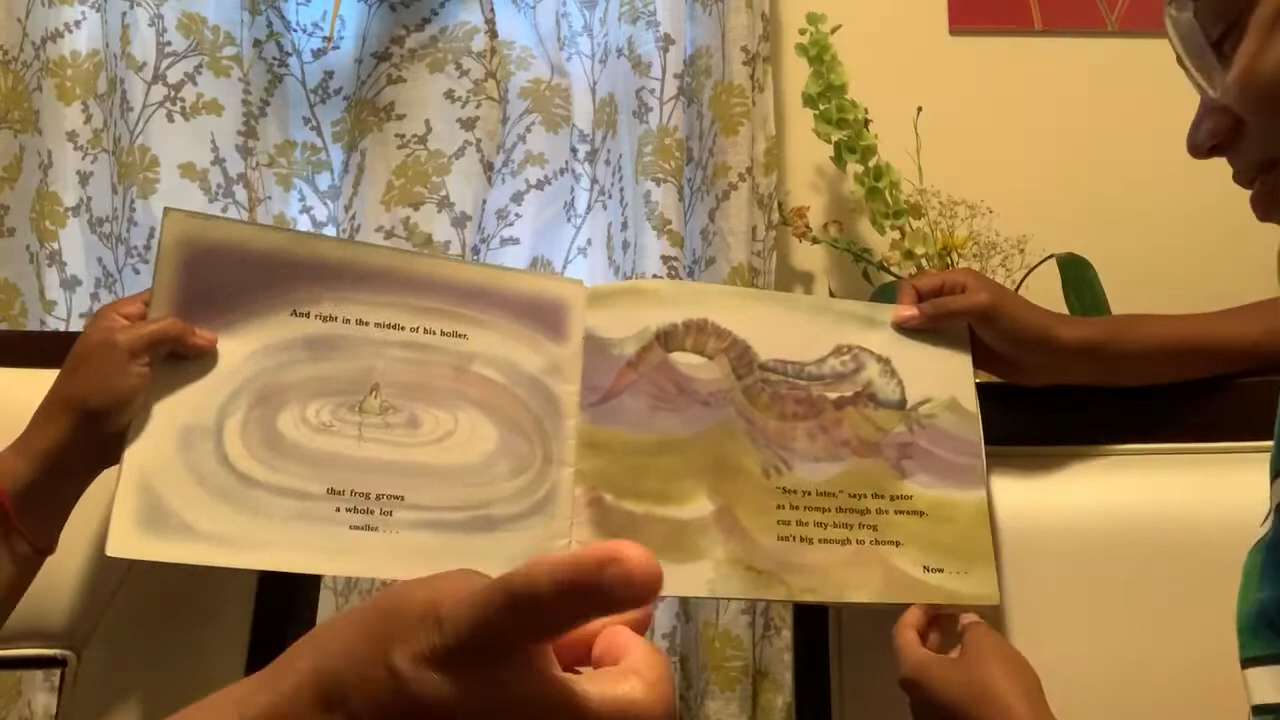 And right in the middle of his holler,
that frog grows
a whole lot
smaller . . .
"See ya later," says the gator
as he romps through the swamp,
cuz the itty-bitty frog
isn't big enough to chomp.
Now . . .